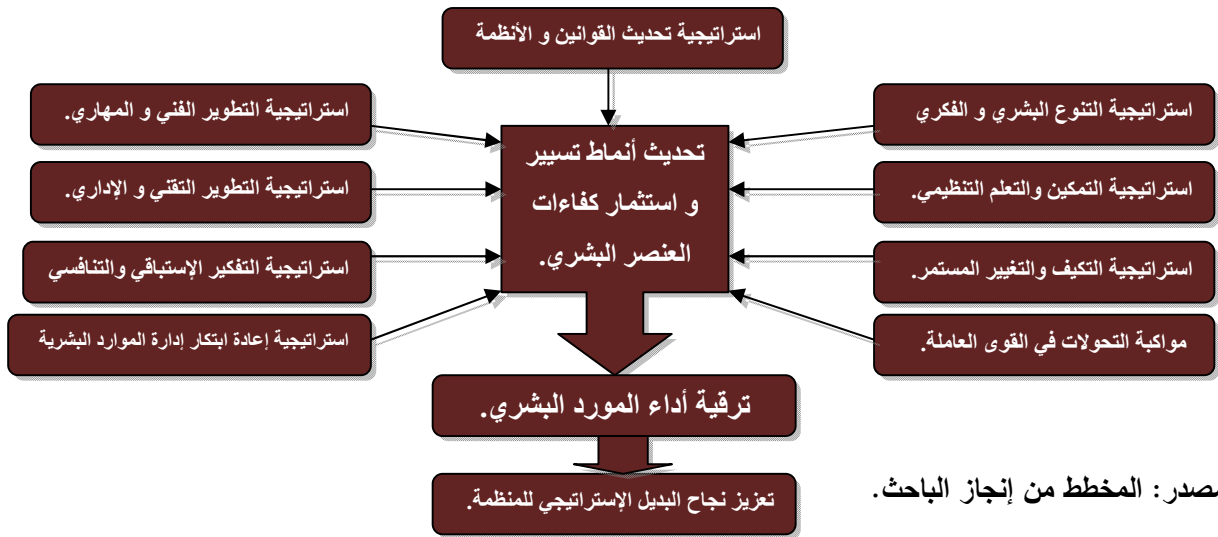 استراتيجية تحديث القوانين و الأنظمة
استراتيجية التنوع البشري و الفكري
استراتيجية التطوير الفني و المهاري.
تحديث أنماط تسيير
و استثمار كفاءات
العنصر البشري.
استراتيجية التمكين والتعلم التنظيمي.
استراتيجية التطوير التقني و الإداري.
استراتيجية التكيف والتغيير المستمر.
استراتيجية التفكير الإستباقي والتنافسي
مواكبة التحولات في القوى العاملة.
استراتيجية إعادة ابتكار إدارة الموارد البشرية
ترقية أداء المورد البشري.
تعزيز نجاح البديل الإستراتيجي للمنظمة.
مصدر: المخطط من إنجاز الباحث.